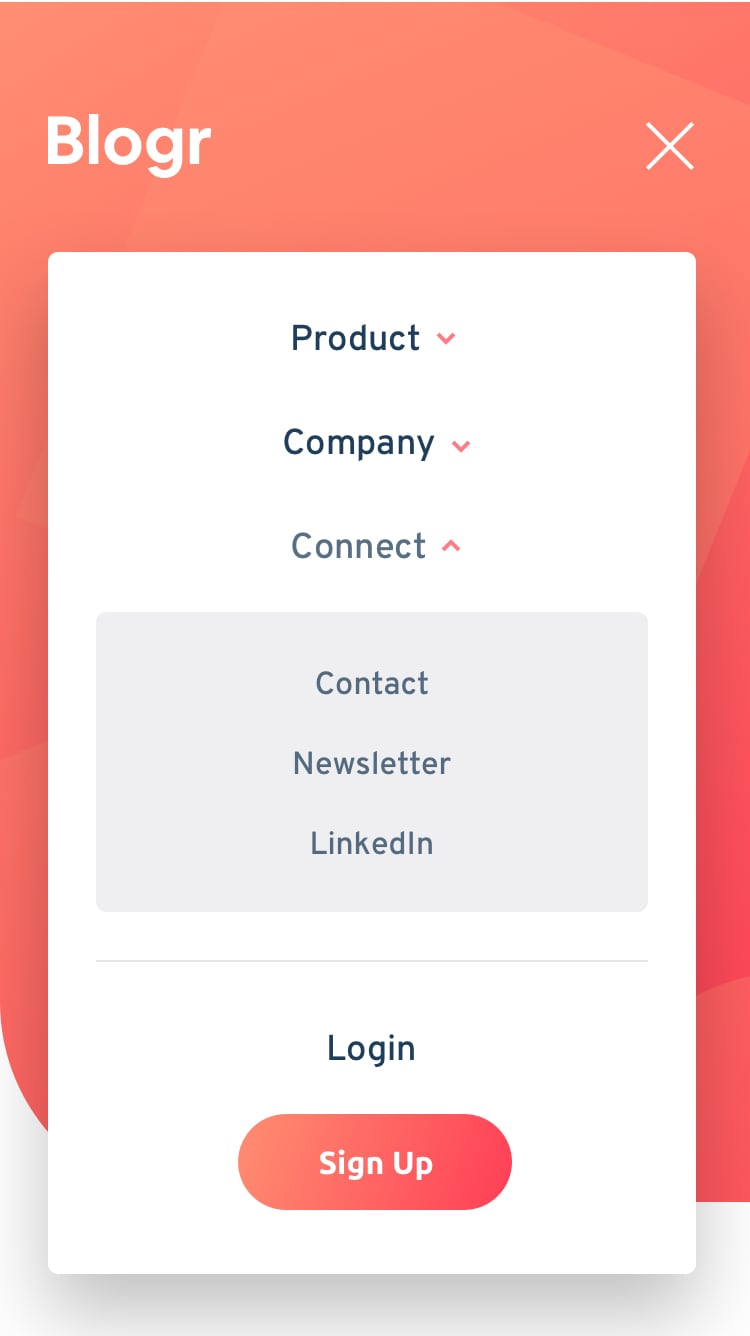 Blogr
Product
Company
Connect
Contact
Newsletter
LinkedIn
Login
Sign Up